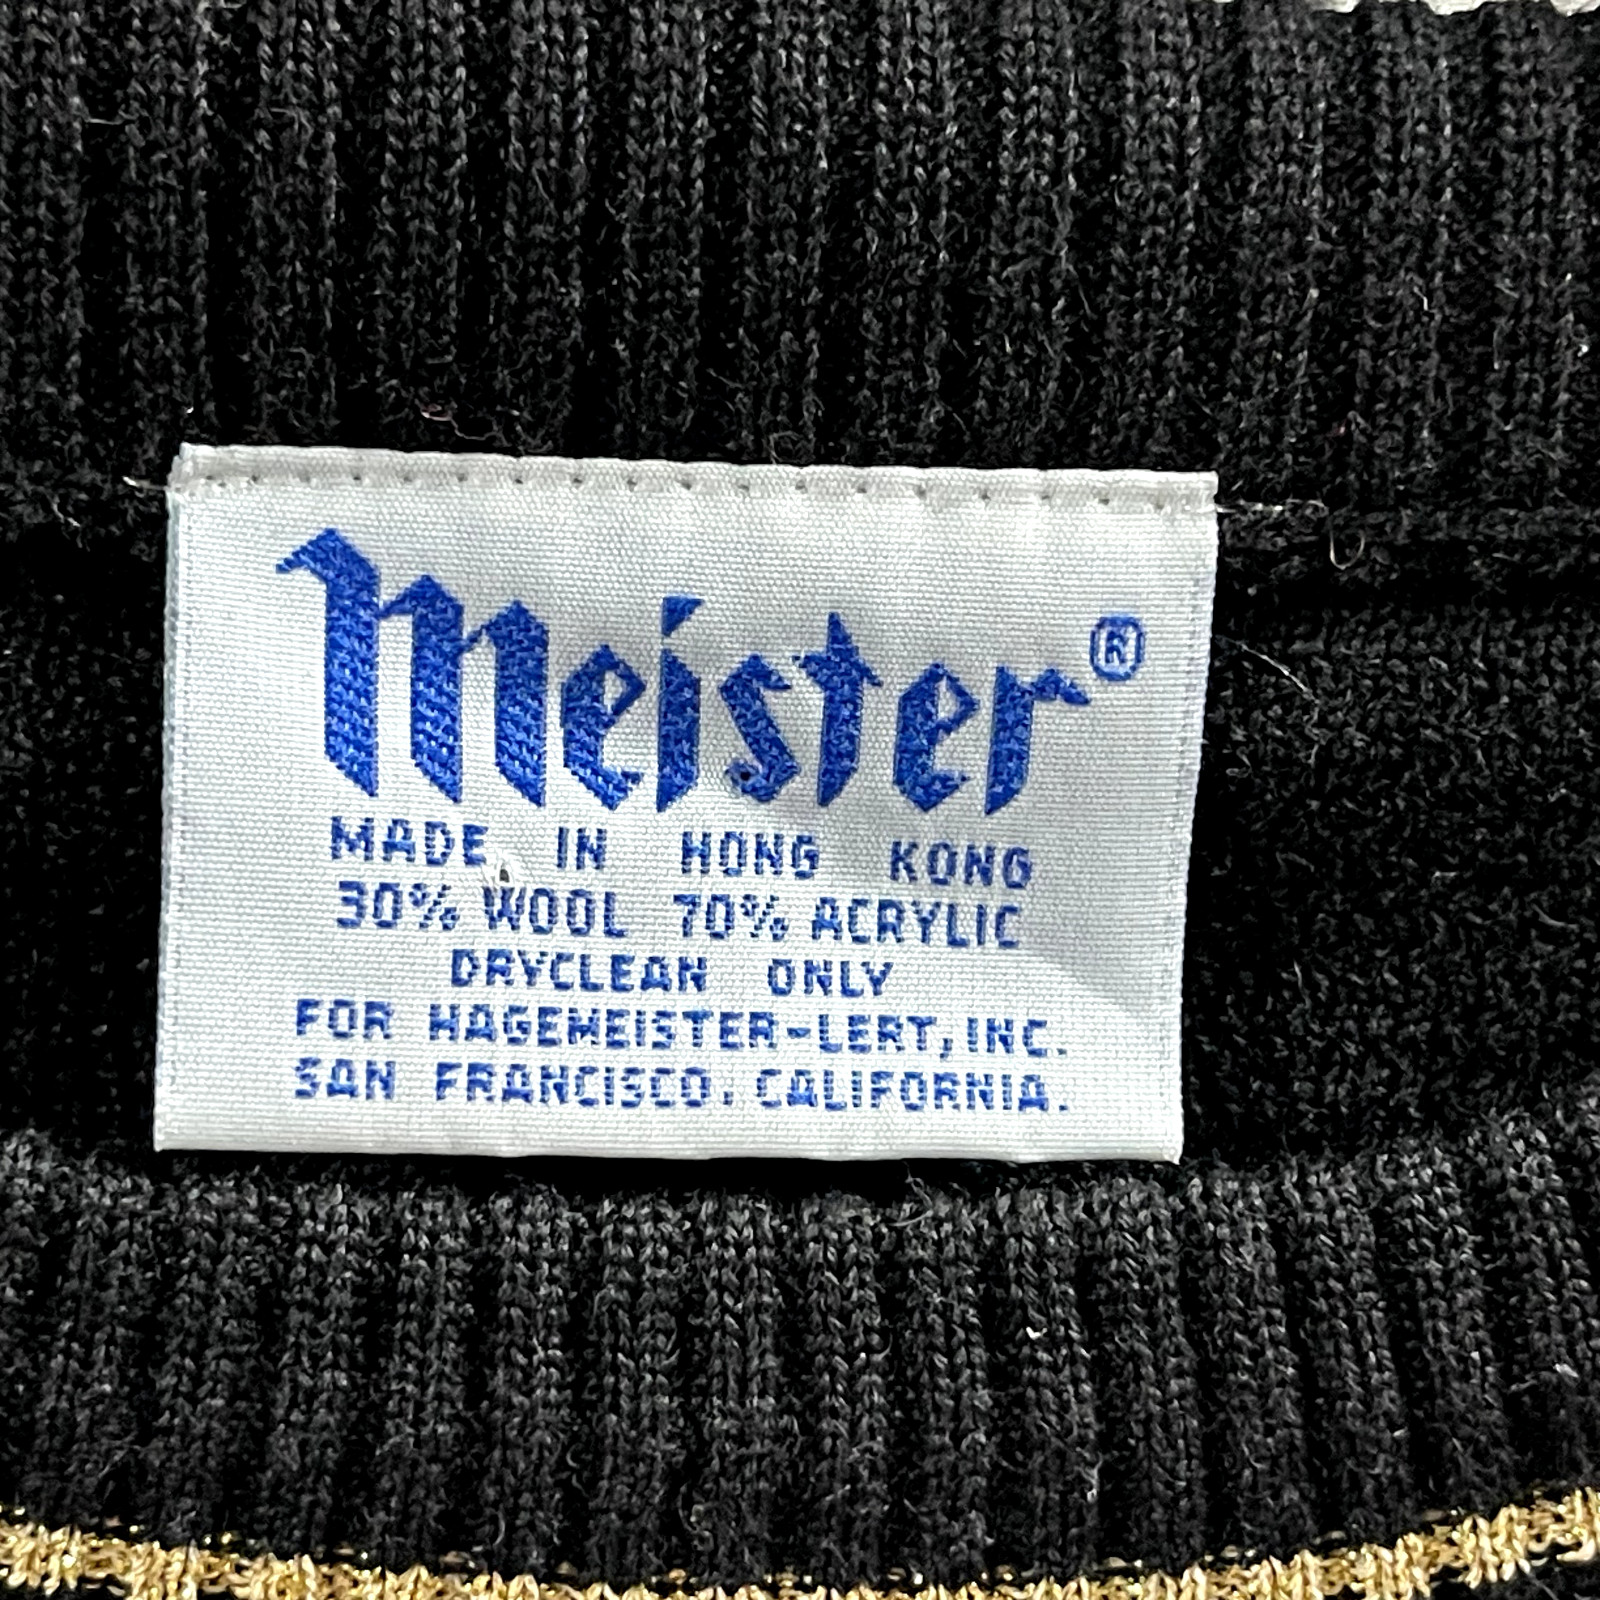 Meister®
MADE IN HONG KONG
30% WOOL 70% ACRYLIC
DRYCLEAN ONLY
FOR HAGEMEISTER-LERT, INC.
SAN FRANCISCO. CALIFORNIA.